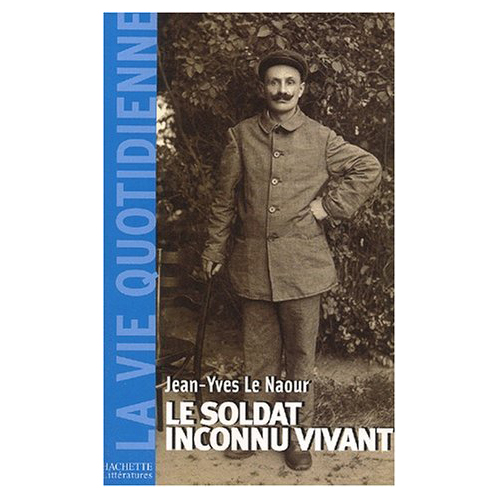 LA VIE QUOTIDIENNE
Jean-Yves Le Naour
LE SOLDAT
INCONNU VIVANT
HACHETTE
Littératures